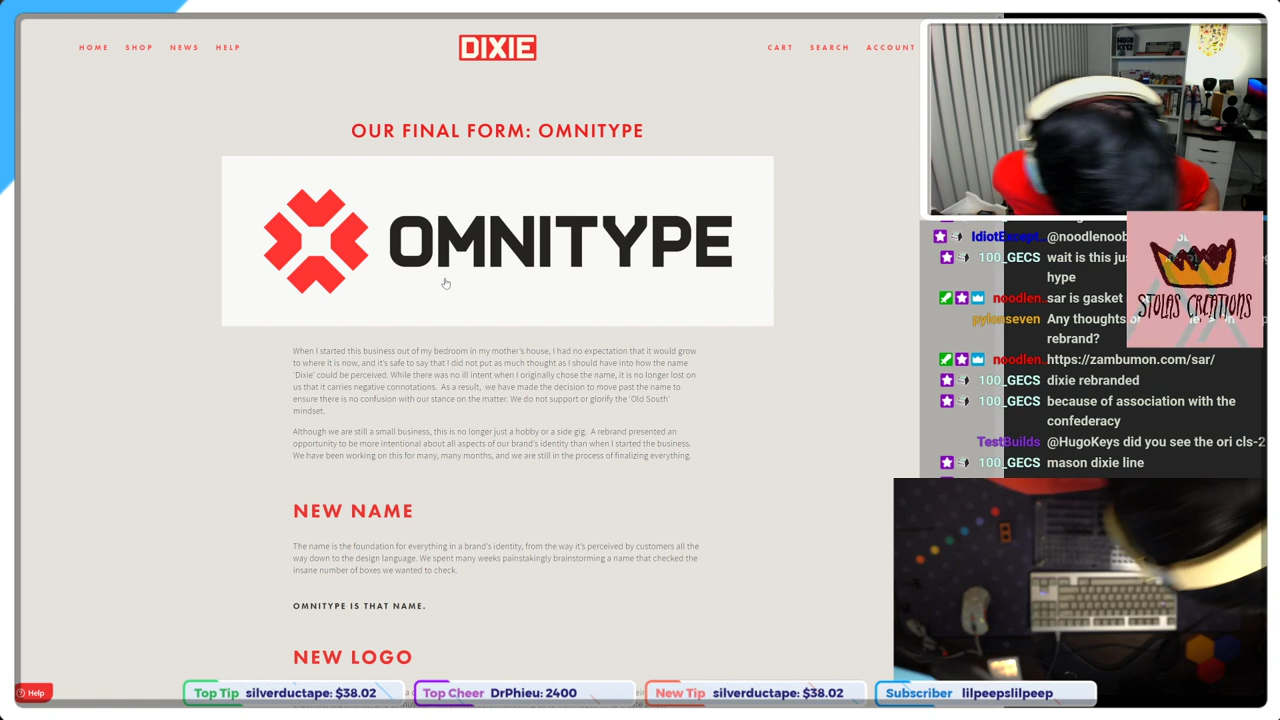 HOME SHOP NEWS HELP
DIXIE
CART SEARCH ACCOUNT
OUR FINAL FORM: OMNITYPE
OMNITYPE
When I started this business out of my bedroom in my mother's house, I had no expectation that it would grow
to where it is now, and it's safe to say that I did not put as much thought as I should have into how the name
'Dixie' could be perceived. While there was no ill intent when I originally chose the name, it is no longer lost on
us that it carries negative connotations. As a result, we have made the decision to move past the name to
ensure there is no confusion with our stance on the matter. We do not support or glorify the 'Old South'
mindset.
Although we are still a small business, this is no longer just a hobby or a side gig. A rebrand presented an
opportunity to be more intentional about all aspects of our brand's identity than when I started the business.
We have been working on this for many, many months, and we are still in the process of finalizing everything.
NEW NAME
The name is the foundation for everything in a brand's identity, from the way it's perceived by customers all the
way down to the design language. We spent many weeks painstakingly brainstorming a name that checked the
insane number of boxes we wanted to check.
OMNITYPE IS THAT NAME.
NEW LOGO
@noodlenoob
100_GECS wait is this
hype
noodlen.. sar is gasket
pylonseven Any thoughts
rebrand?
noodlen.. https://zambumon.com/sar/
100_GECS dixie rebranded
100_GECS because of association with the
confederacy
TestBuilds @HugoKeys did you see the ori cls-2
100_GECS mason dixie line
STOLAS CREATIONS
Help
Top Tip silverductape: $38.02
Top Cheer DrPhieu: 2400
New Tip silverductape: $38.02
Subscriber lilpeepslilpeep